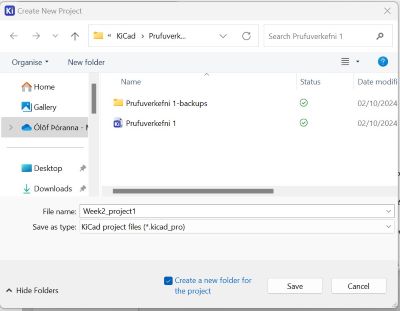 Create New Project
« KiCad > Prufuverk... >
Search Prufuverkefni 1
Organise New folder
Home
Gallery
Ólöf Þóranna -
Name Status Date modifi
Prufuverkefni 1-backups 02/10/2024
Prufuverkefni 1 02/10/2024
Desktop
Downloads
File name: Week2_project1
Save as type: KiCad project files (*.kicad_pro)
Hide Folders
Create a new folder for
the project
Save Cancel